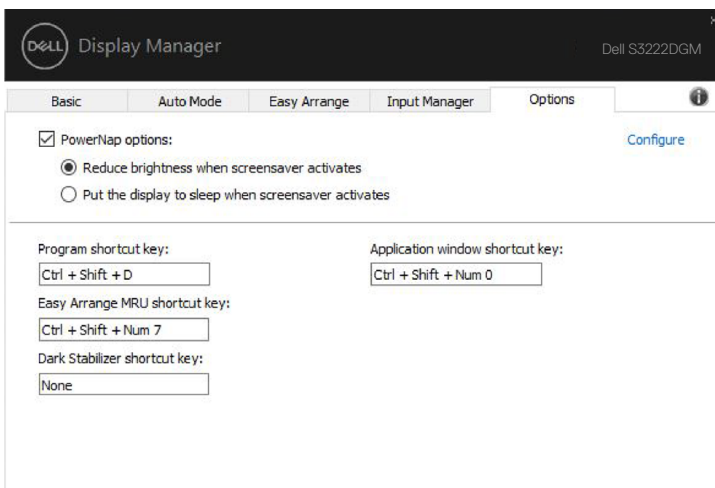 DELL Display Manager
Dell S3222DGM
Basic Auto Mode Easy Arrange Input Manager Options
PowerNap options: Configure
Reduce brightness when screensaver activates
Put the display to sleep when screensaver activates
Program shortcut key: Application window shortcut key:
Ctrl + Shift + D Ctrl + Shift + Num 0
Easy Arrange MRU shortcut key:
Ctrl + Shift + Num 7
Dark Stabilizer shortcut key:
None